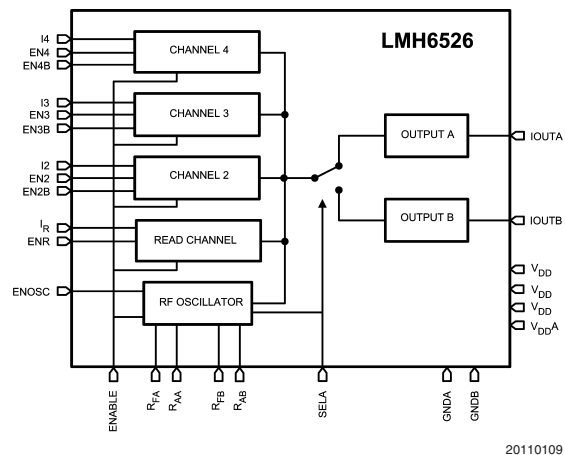 LMH6526
I4
EN4
EN4B
CHANNEL 4
I3
EN3
EN3B
CHANNEL 3
I2
EN2
EN2B
CHANNEL 2
IR
ENR
READ CHANNEL
ENOSC
RF OSCILLATOR
OUTPUT A
IOUTA
OUTPUT B
IOUTB
VDD
VDD
VDD
VDDA
ENABLE
RFA
RAA
RFB
RAB
SELA
GNDA
GNDB
20110109